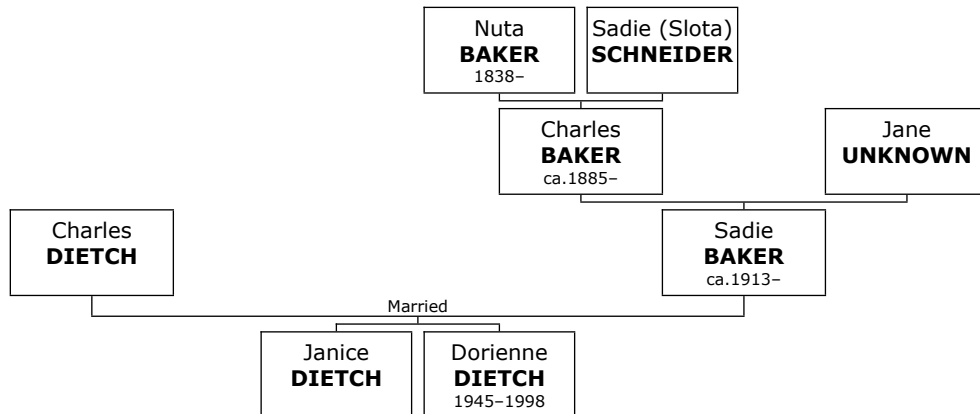 Nuta
BAKER
1838–
Sadie (Slota)
SCHNEIDER
Charles
BAKER
ca.1885–
Jane
UNKNOWN
Charles
DIETCH
Sadie
BAKER
ca.1913–
Married
Janice
DIETCH
Dorienne
DIETCH
1945–1998